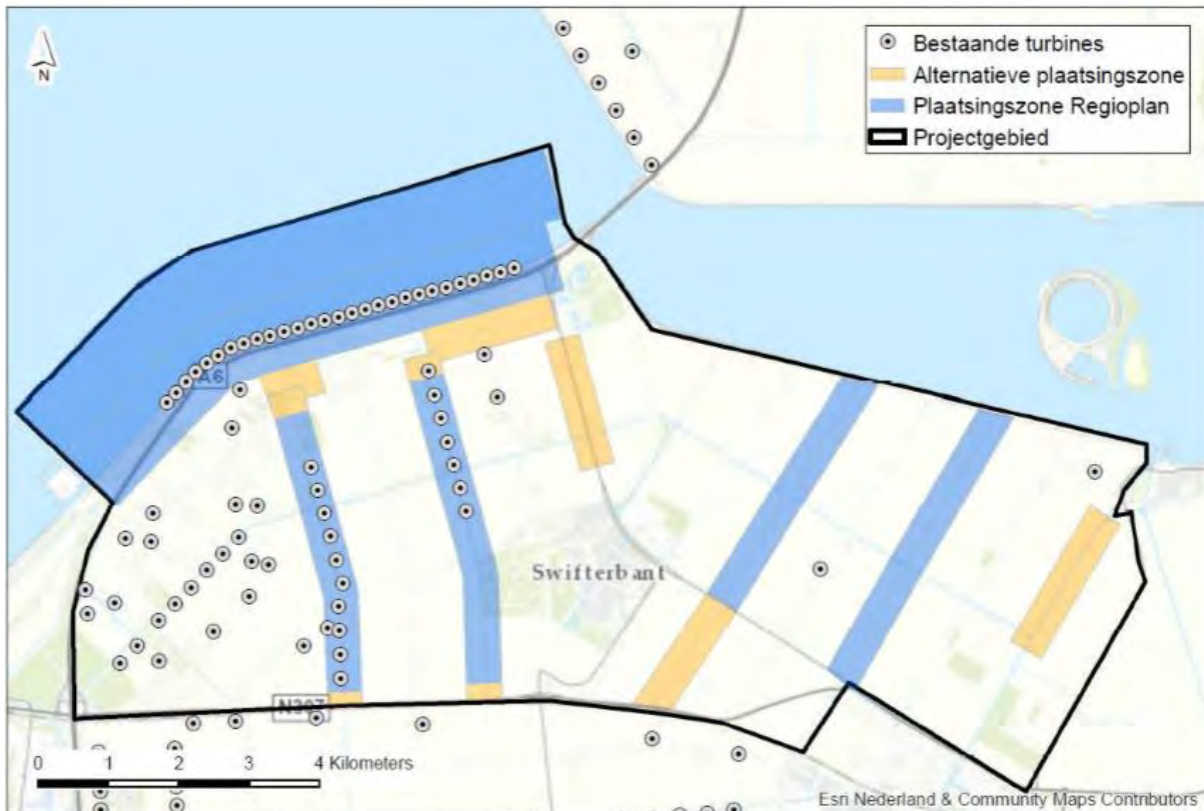 N
Bestaande turbines
Alternatieve plaatsingszone
Plaatsingszone Regioplan
Projectgebied
A6
Swifterbant
N307
0 1 2 3 4 Kilometers
Esri Nederland & Community Maps Contributors